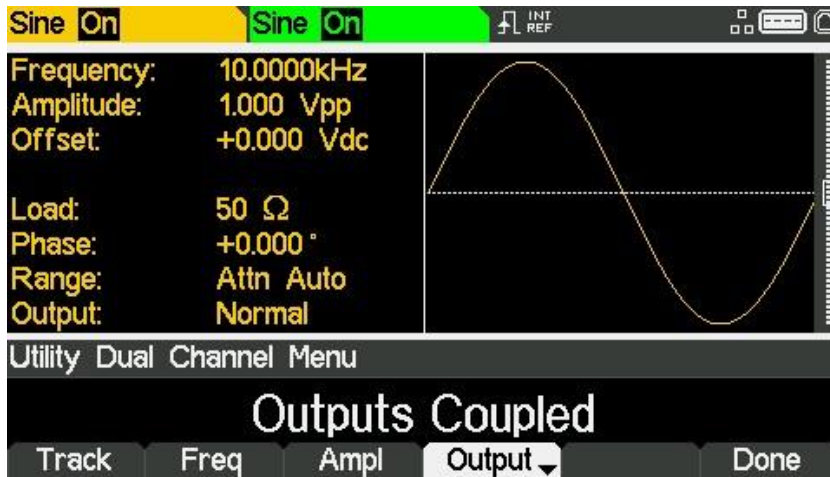 Sine On Sine On INT REF
Frequency: 10.0000kHz
Amplitude: 1.000 Vpp
Offset: +0.000 Vdc
Load: 50 Ω
Phase: +0.000 °
Range: Attn Auto
Output: Normal
Utility Dual Channel Menu
Outputs Coupled
Track Freq Ampl Output Done